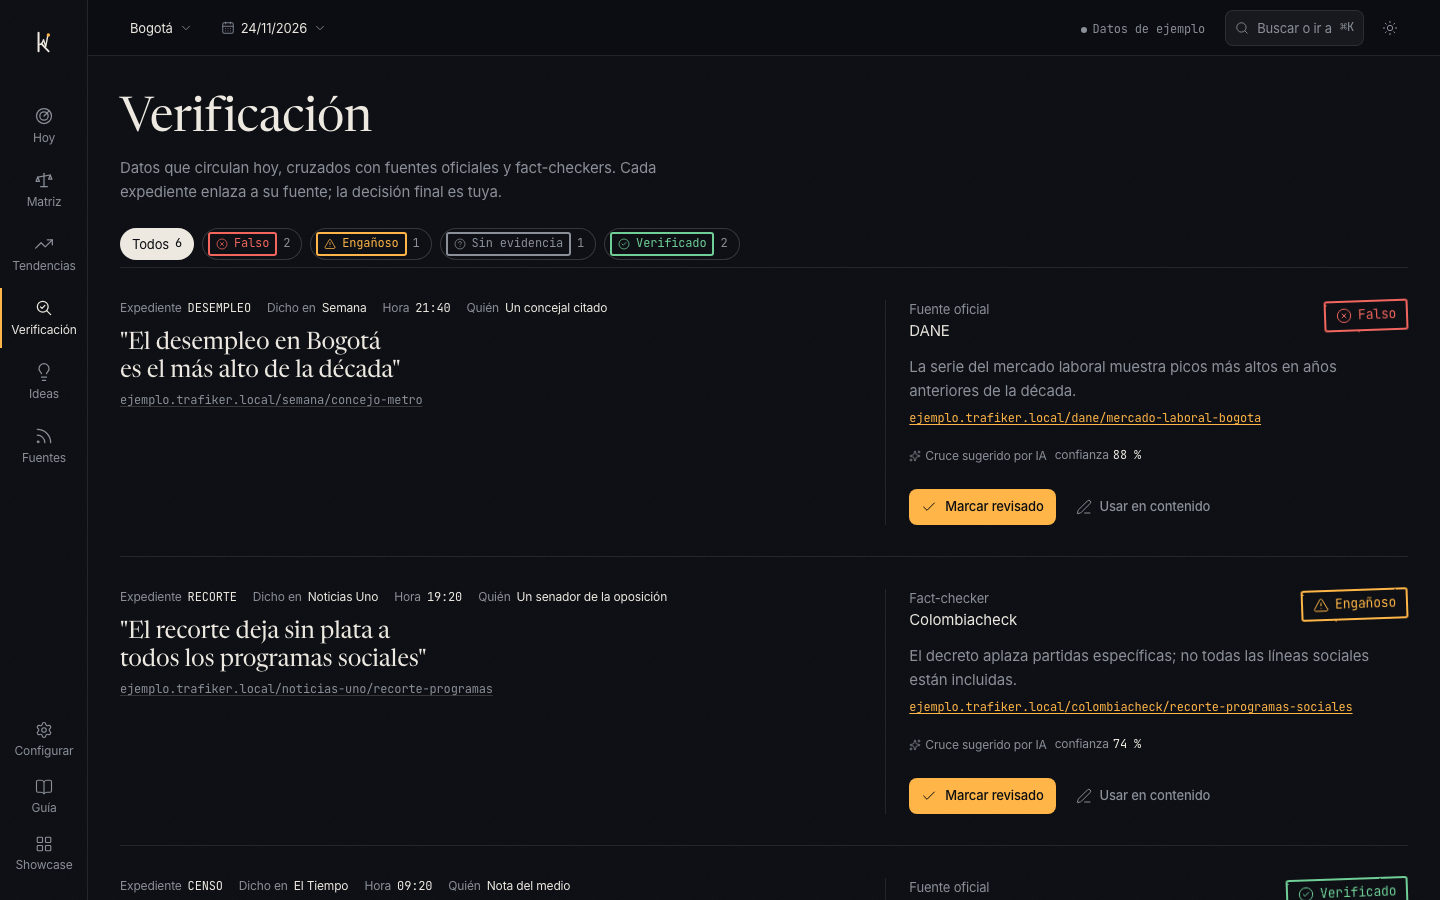 Bogotá
24/11/2026
Datos de ejemplo
Buscar o ir a ⌘K
Hoy
Matriz
Tendencias
Verificación
Ideas
Fuentes
Configurar
Guía
Showcase
Verificación
Datos que circulan hoy, cruzados con fuentes oficiales y fact-checkers. Cada
expediente enlaza a su fuente; la decisión final es tuya.
Todos 6
Falso 2
Engañoso 1
Sin evidencia 1
Verificado 2
Expediente DESEMPLEO Dicho en Semana Hora 21:40 Quién Un concejal citado
"El desempleo en Bogotá
es el más alto de la década"
ejemplo.trafiker.local/semana/concejo-metro
Fuente oficial
DANE
Falso
La serie del mercado laboral muestra picos más altos en años
anteriores de la década.
ejemplo.trafiker.local/dane/mercado-laboral-bogota
Cruce sugerido por IA confianza 88 %
Marcar revisado
Usar en contenido
Expediente RECORTE Dicho en Noticias Uno Hora 19:20 Quién Un senador de la oposición
"El recorte deja sin plata a
todos los programas sociales"
ejemplo.trafiker.local/noticias-uno/recorte-programas
Fact-checker
Colombiacheck
Engañoso
El decreto aplaza partidas específicas; no todas las líneas sociales
están incluidas.
ejemplo.trafiker.local/colombiacheck/recorte-programas-sociales
Cruce sugerido por IA confianza 74 %
Marcar revisado
Usar en contenido
Expediente CENSO Dicho en El Tiempo Hora 09:20 Quién Nota del medio
Fuente oficial
Verificado